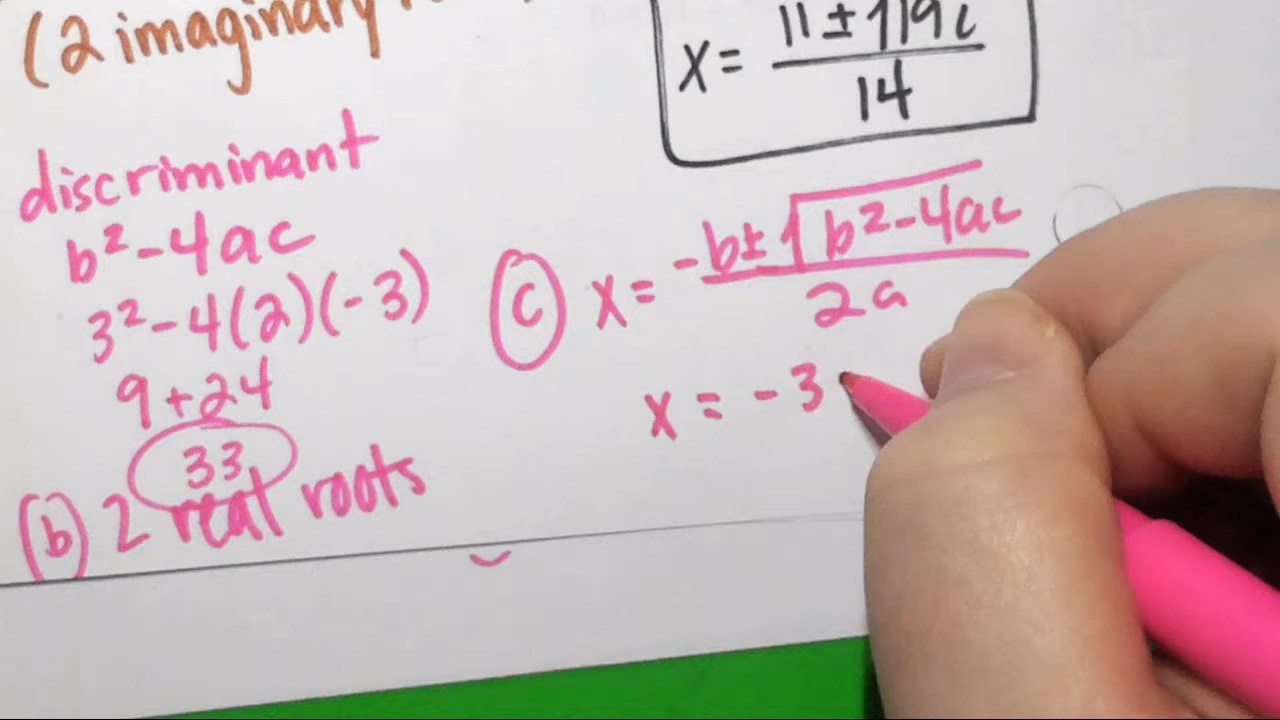 (2 imaginary
x = 11 ± √119 i / 14
discriminant
b² - 4ac
3² - 4(2)(-3)
9 + 24
33
(b) 2 real roots
(c) x = -b ± √b² - 4ac / 2a
x = -3